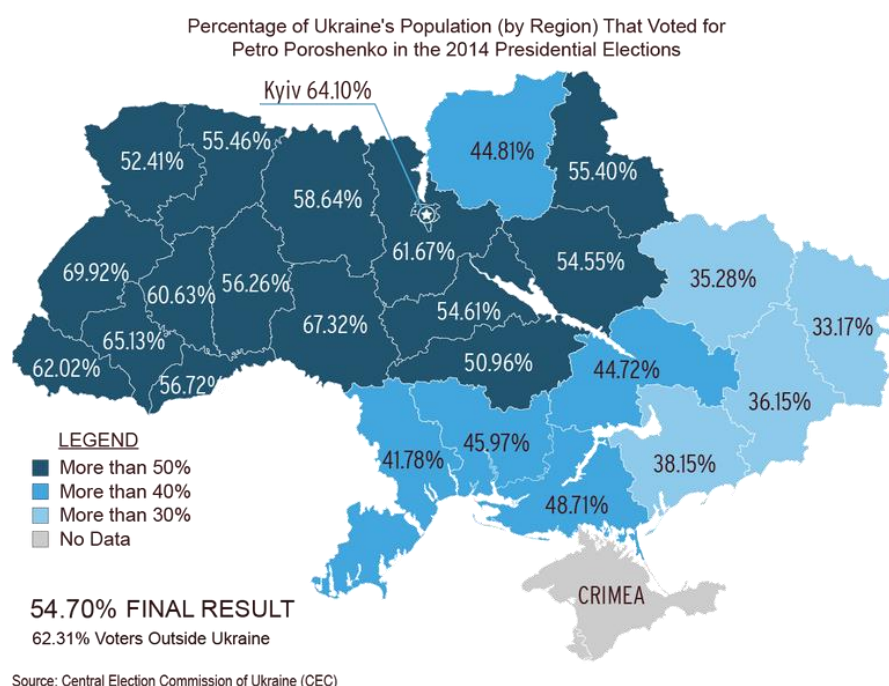 Percentage of Ukraine's Population (by Region) That Voted for
Petro Poroshenko in the 2014 Presidential Elections
Kyiv 64.10%
52.41%
55.46%
58.64%
44.81%
55.40%
61.67%
54.55%
69.92%
60.63%
56.26%
35.28%
33.17%
67.32%
54.61%
65.13%
62.02%
56.72%
50.96%
44.72%
36.15%
41.78%
45.97%
38.15%
48.71%
LEGEND
More than 50%
More than 40%
More than 30%
No Data
CRIMEA
54.70% FINAL RESULT
62.31% Voters Outside Ukraine
Source: Central Election Commission of Ukraine (CEC)